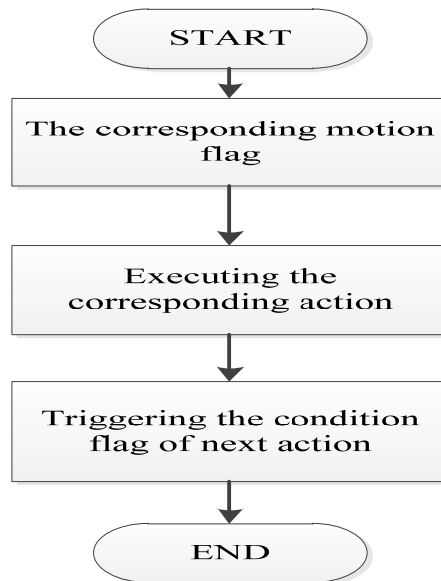 START
The corresponding motion
flag
Executing the
corresponding action
Triggering the condition
flag of next action
END